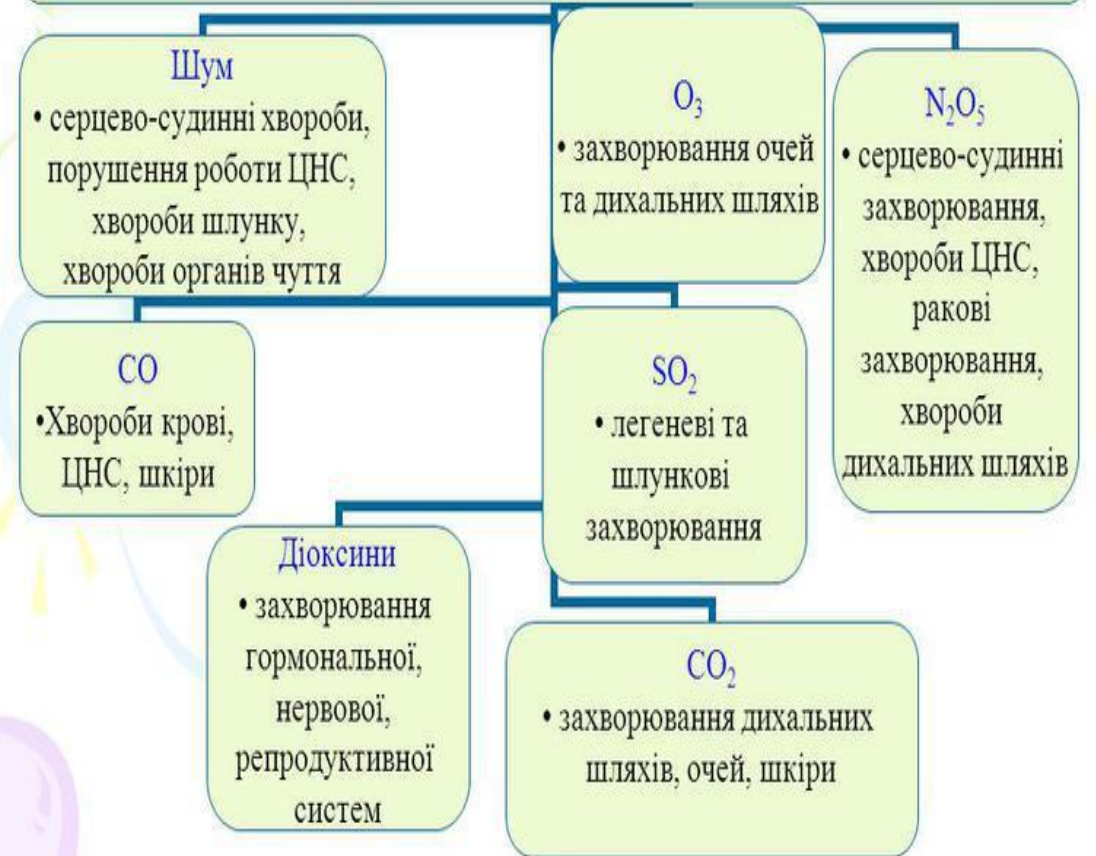 Шум
• серцево-судинні хвороби,
порушення роботи ЦНС,
хвороби шлунку,
хвороби органів чуття
O₃
• захворювання очей
та дихальних шляхів
N₂O₅
• серцево-судинні
захворювання,
хвороби ЦНС,
ракові
захворювання,
хвороби
дихальних шляхів
CO
•Хвороби крові,
ЦНС, шкіри
SO₂
• легеневі та
шлункові
захворювання
Діоксини
• захворювання
гормональної,
нервової,
репродуктивної
систем
CO₂
• захворювання дихальних
шляхів, очей, шкіри